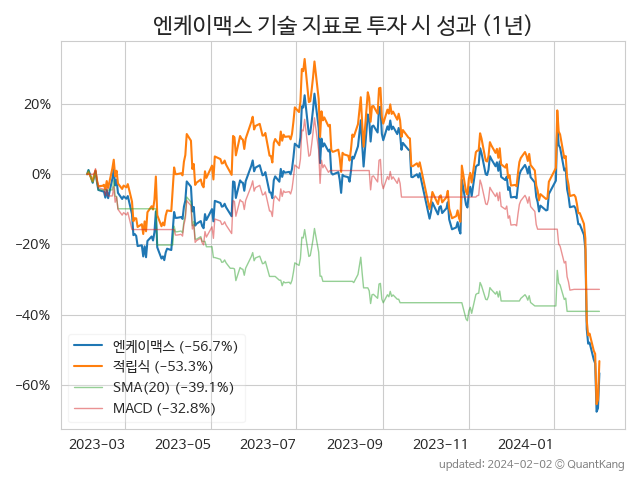 엔케이맥스 기술 지표로 투자 시 성과 (1년)
20%
0%
−20%
−40%
−60%
엔케이맥스 (−56.7%)
적립식 (−53.3%)
SMA(20) (−39.1%)
MACD (−32.8%)
2023−03 2023−05 2023−07 2023−09 2023−11 2024−01
updated: 2024−02−02 © QuantKang